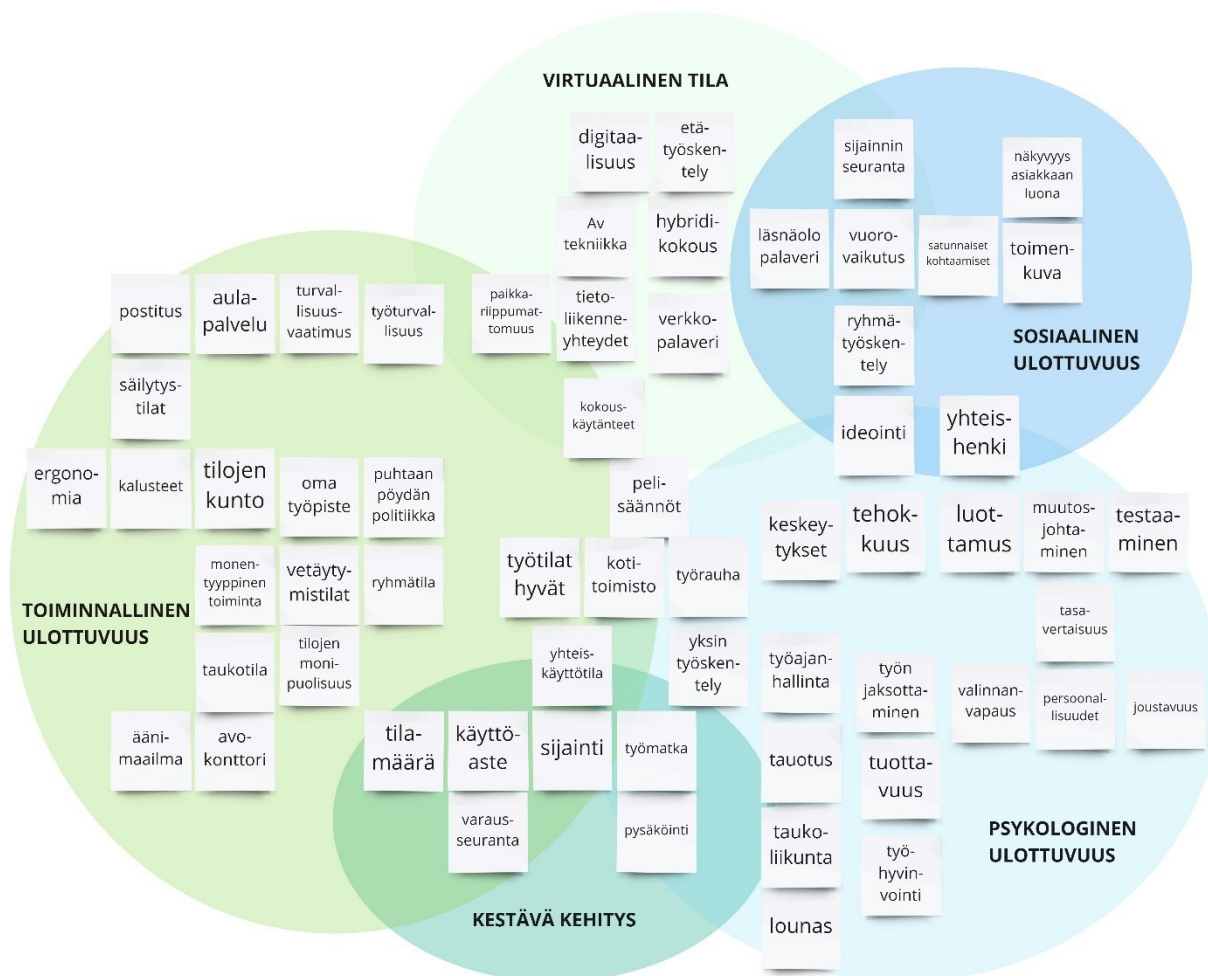 VIRTUAALINEN TILA
digitaa-
lisuus
etä-
työsken-
tely
Av
tekniikka
hybridi-
kokous
paikka-
riippumat-
tomuus
tieto-
liikenne-
yhteydet
verkko-
palaveri
kokous-
käytänteet
peli-
säännöt
sijainnin
seuranta
näkyvyys
asiakkaan
luona
läsnäolo
palaveri
vuoro-
vaikutus
satunnaiset
kohtaamiset
toimen-
kuva
ryhmä-
työsken-
tely
SOSIAALINEN
ULOTTUVUUS
ideointi
yhteis-
henki
postitus
aula-
palvelu
turval-
lisuus-
vaatimus
työturval-
lisuus
säilytys-
tilat
ergono-
mia
kalusteet
tilojen
kunto
oma
työpiste
puhtaan
pöydän
politiikka
monen-
tyyppinen
toiminta
vetäyty-
mistilat
ryhmätila
TOIMINNALLINEN
ULOTTUVUUS
taukotila
tilojen
moni-
puolisuus
ääni-
maailma
avo-
konttori
työtilat
hyvät
koti-
toimisto
työrauha
yhteis-
käyttötila
yksin
työsken-
tely
tila-
määrä
käyttö-
aste
sijainti
työmatka
varaus-
seuranta
pysäköinti
KESTÄVÄ KEHITYS
keskey-
tykset
tehok-
kuus
luot-
tamus
muutos-
johta-
minen
testaa-
minen
tasa-
vertaisuus
työajan-
hallinta
työn
jaksotta-
minen
valinnan-
vapaus
persoonal-
lisuudet
joustavuus
tauotus
tuotta-
vuus
PSYKOLOGINEN
ULOTTUVUUS
tauko-
liikunta
työ-
hyvin-
vointi
lounas